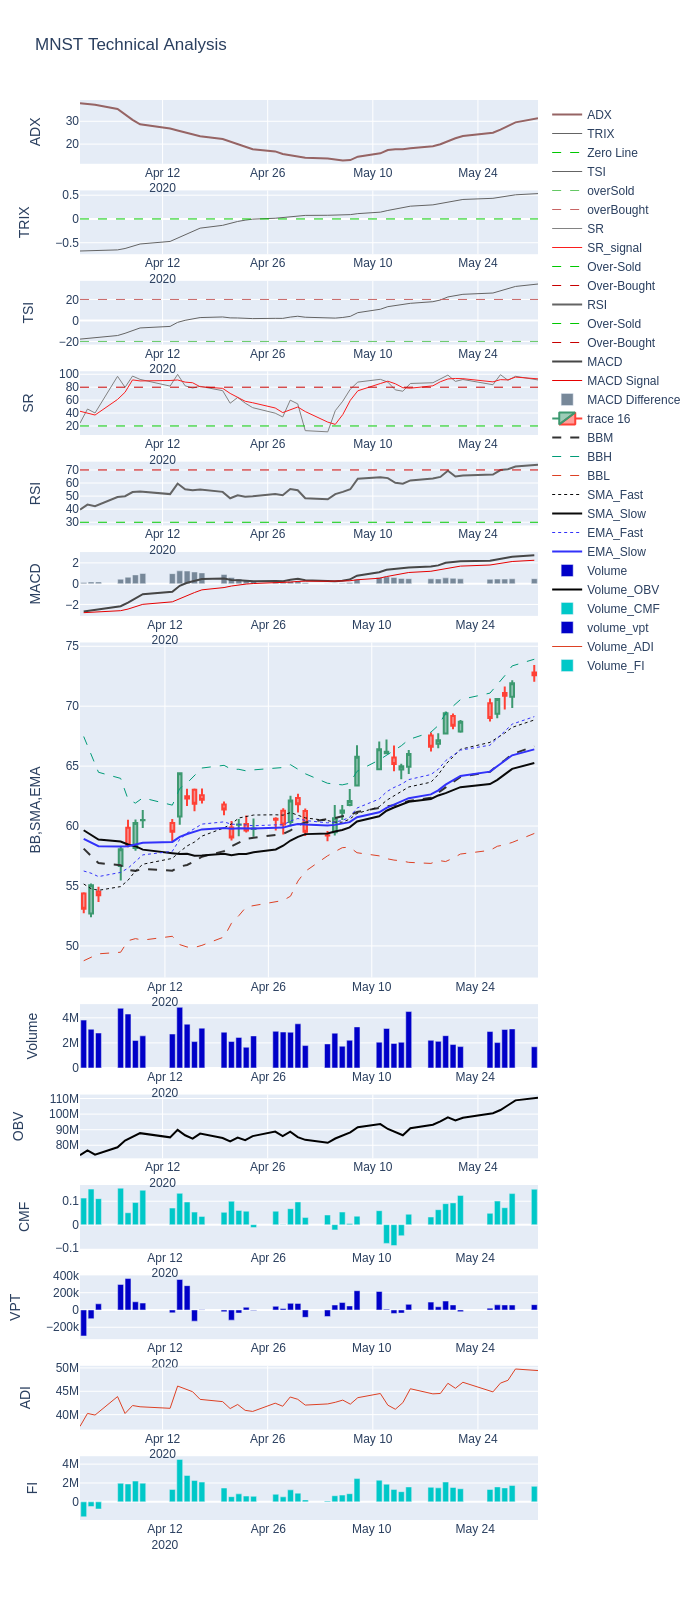 MNST Technical Analysis
ADX
30
20
Apr 12
2020
Apr 26
May 10
May 24
TRIX
0.5
0
−0.5
Apr 12
2020
Apr 26
May 10
May 24
TSI
20
0
−20
Apr 12
2020
Apr 26
May 10
May 24
SR
100
80
60
40
20
Apr 12
2020
Apr 26
May 10
May 24
RSI
70
60
50
40
30
Apr 12
2020
Apr 26
May 10
May 24
MACD
2
0
−2
Apr 12
2020
Apr 26
May 10
May 24
BB,SMA,EMA
75
70
65
60
55
50
Apr 12
2020
Apr 26
May 10
May 24
Volume
4M
2M
0
Apr 12
2020
Apr 26
May 10
May 24
OBV
110M
100M
90M
80M
Apr 12
2020
Apr 26
May 10
May 24
CMF
0.1
0
−0.1
Apr 12
2020
Apr 26
May 10
May 24
VPT
400k
200k
0
−200k
Apr 12
2020
Apr 26
May 10
May 24
ADI
50M
45M
40M
Apr 12
2020
Apr 26
May 10
May 24
FI
4M
2M
0
Apr 12
2020
Apr 26
May 10
May 24
ADX
TRIX
Zero Line
TSI
overSold
overBought
SR
SR_signal
Over-Sold
Over-Bought
RSI
Over-Sold
Over-Bought
MACD
MACD Signal
MACD Difference
trace 16
BBM
BBH
BBL
SMA_Fast
SMA_Slow
EMA_Fast
EMA_Slow
Volume
Volume_OBV
Volume_CMF
volume_vpt
Volume_ADI
Volume_FI